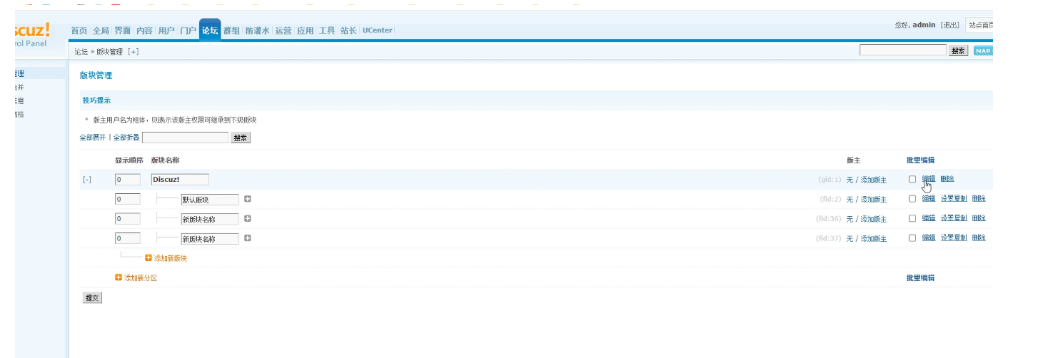 scuz!
rol Panel
首页 全局 界面 内容 用户 门户 论坛 群组 防灌水 运营 应用 工具 站长 UCenter
您好, admin [退出] 站点首页
论坛 » 版块管理 [+]
搜索 MAP
版块管理
技巧提示
版主用户名为粗体，则表示该版主权限可继承到下级版块
全部展开 | 全部折叠 搜索
显示顺序 版块名称 版主 批量编辑
[-] 0 Discuz! (gid:1) 无 / 添加版主 编辑 删除
0 默认版块 (fid:2) 无 / 添加版主 编辑 设置复制 删除
0 新版块名称 (fid:36) 无 / 添加版主 编辑 设置复制 删除
0 新版块名称 (fid:37) 无 / 添加版主 编辑 设置复制 删除
添加新版块
添加新分区 批量编辑
提交